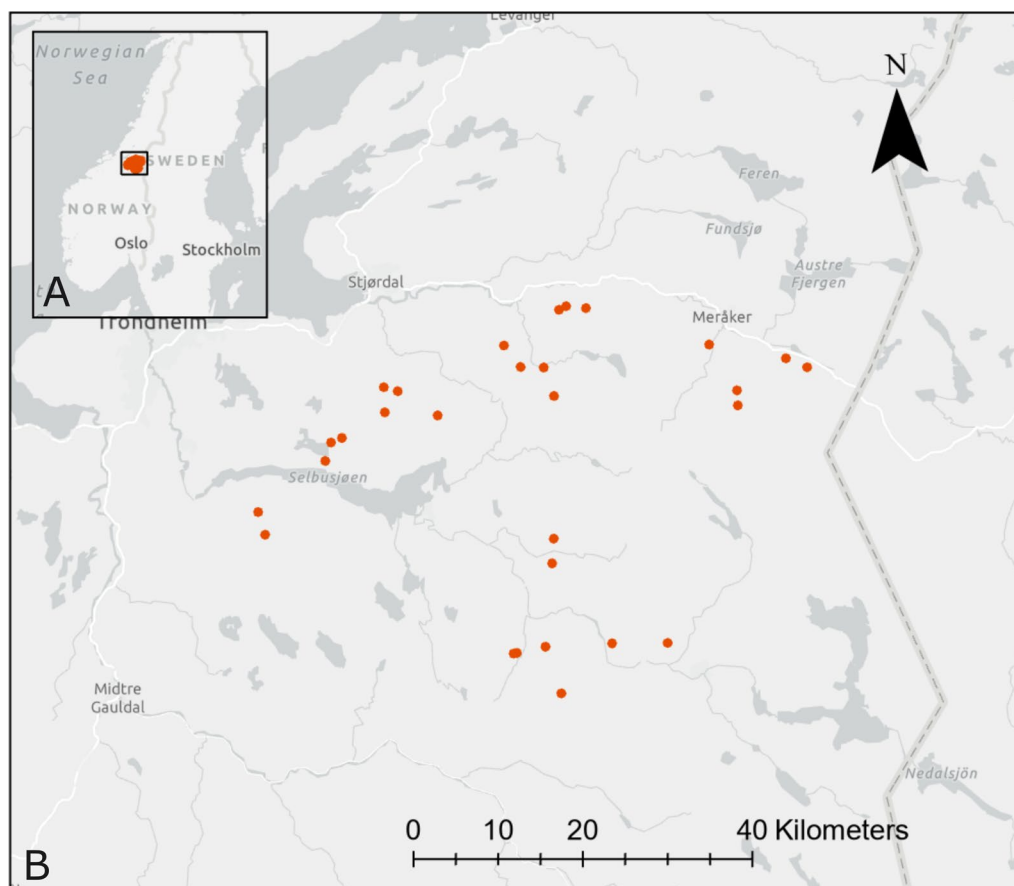 Levanger
Norwegian
Sea
SWEDEN
NORWAY
Oslo
Stockholm
A
N
Feren
Fundsjø
Austre
Fjergen
Stjørdal
Meråker
Trondheim
Selbusjøen
Midtre
Gauldal
Nedalsjön
0 10 20 40 Kilometers
B